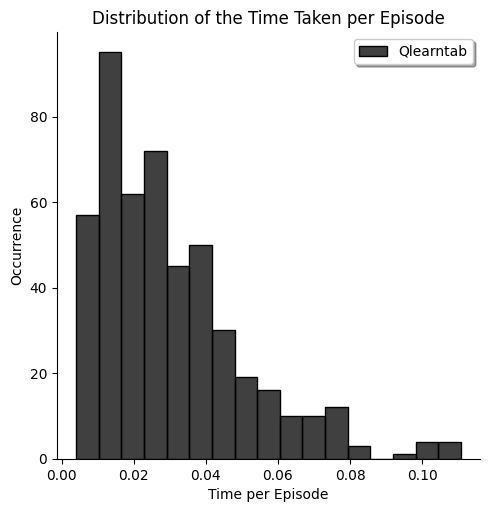 Distribution of the Time Taken per Episode
Qlearntab
80
60
40
20
0
Occurrence
0.00 0.02 0.04 0.06 0.08 0.10
Time per Episode